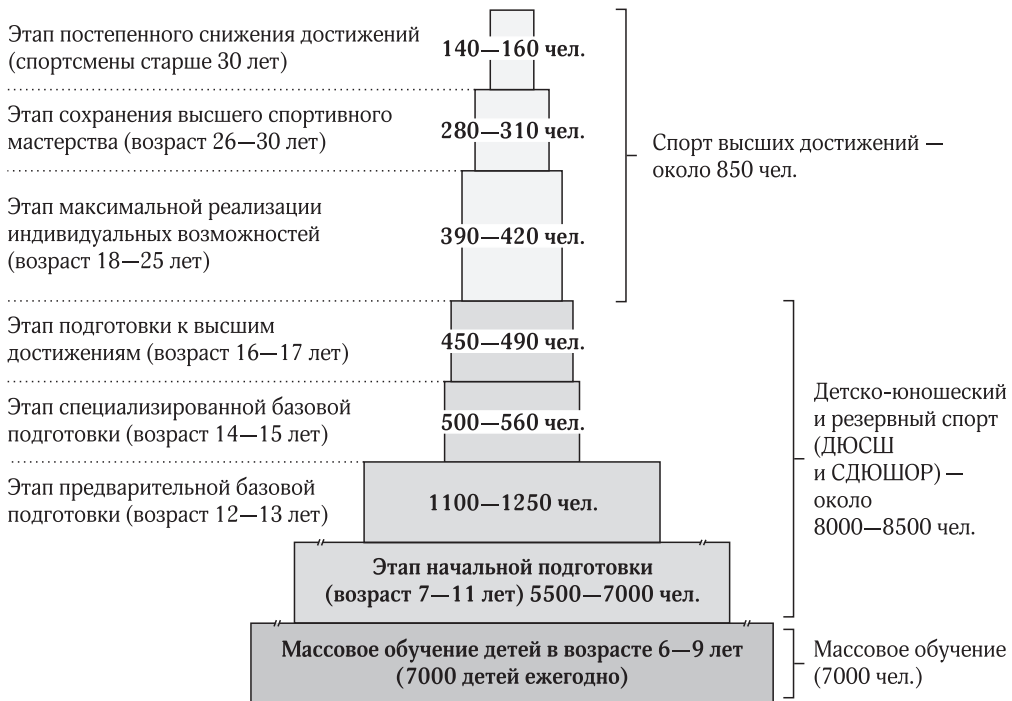 Этап постепенного снижения достижений
(спортсмены старше 30 лет)
140—160 чел.
Этап сохранения высшего спортивного
мастерства (возраст 26—30 лет)
280—310 чел.
Спорт высших достижений —
около 850 чел.
Этап максимальной реализации
индивидуальных возможностей
(возраст 18—25 лет)
390—420 чел.
Этап подготовки к высшим
достижениям (возраст 16—17 лет)
450—490 чел.
Этап специализированной базовой
подготовки (возраст 14—15 лет)
500—560 чел.
Этап предварительной базовой
подготовки (возраст 12—13 лет)
1100—1250 чел.
Детско-юношеский
и резервный спорт
(ДЮСШ
и СДЮШОР) —
около
8000—8500 чел.
Этап начальной подготовки
(возраст 7—11 лет) 5500—7000 чел.
Массовое обучение детей в возрасте 6—9 лет
(7000 детей ежегодно)
Массовое обучение
(7000 чел.)